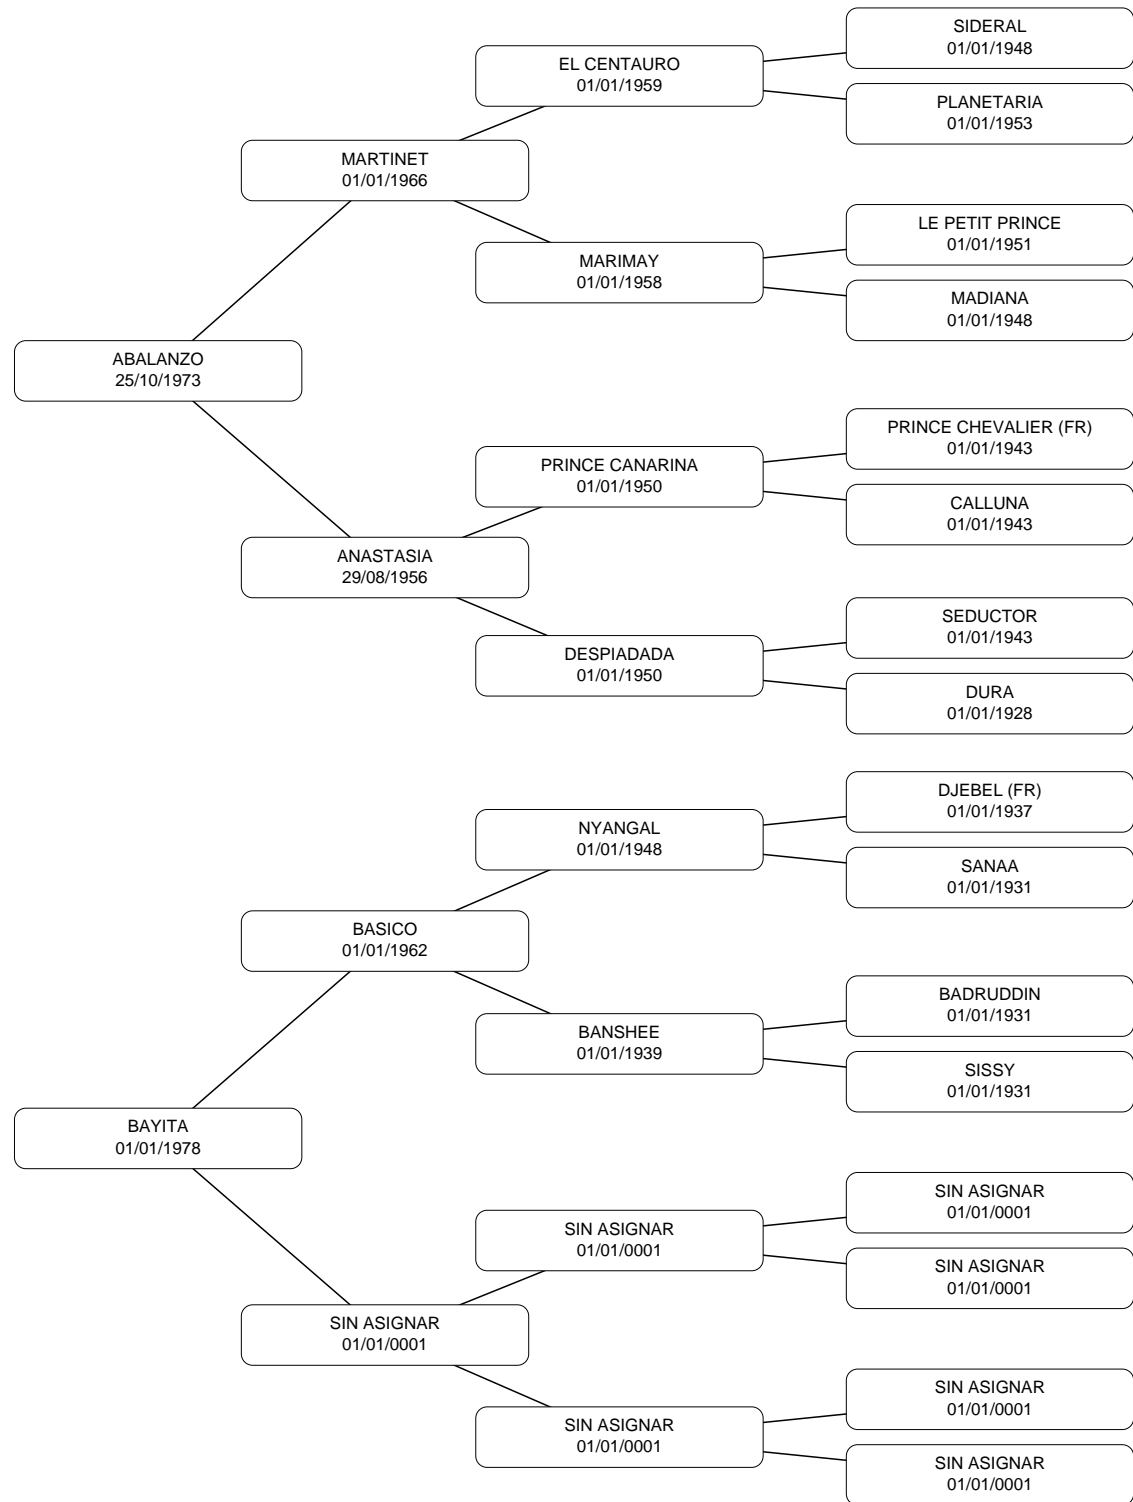 SIDERAL
01/01/1948
EL CENTAURO
01/01/1959
PLANETARIA
01/01/1953
MARTINET
01/01/1966
LE PETIT PRINCE
01/01/1951
MARIMAY
01/01/1958
MADIANA
01/01/1948
ABALANZO
25/10/1973
PRINCE CHEVALIER (FR)
01/01/1943
PRINCE CANARINA
01/01/1950
CALLUNA
01/01/1943
ANASTASIA
29/08/1956
SEDUCTOR
01/01/1943
DESPIADADA
01/01/1950
DURA
01/01/1928
DJEBEL (FR)
01/01/1937
NYANGAL
01/01/1948
SANAA
01/01/1931
BASICO
01/01/1962
BADRUDDIN
01/01/1931
BANSHEE
01/01/1939
SISSY
01/01/1931
BAYITA
01/01/1978
SIN ASIGNAR
01/01/0001
SIN ASIGNAR
01/01/0001
SIN ASIGNAR
01/01/0001
SIN ASIGNAR
01/01/0001
SIN ASIGNAR
01/01/0001
SIN ASIGNAR
01/01/0001
SIN ASIGNAR
01/01/0001